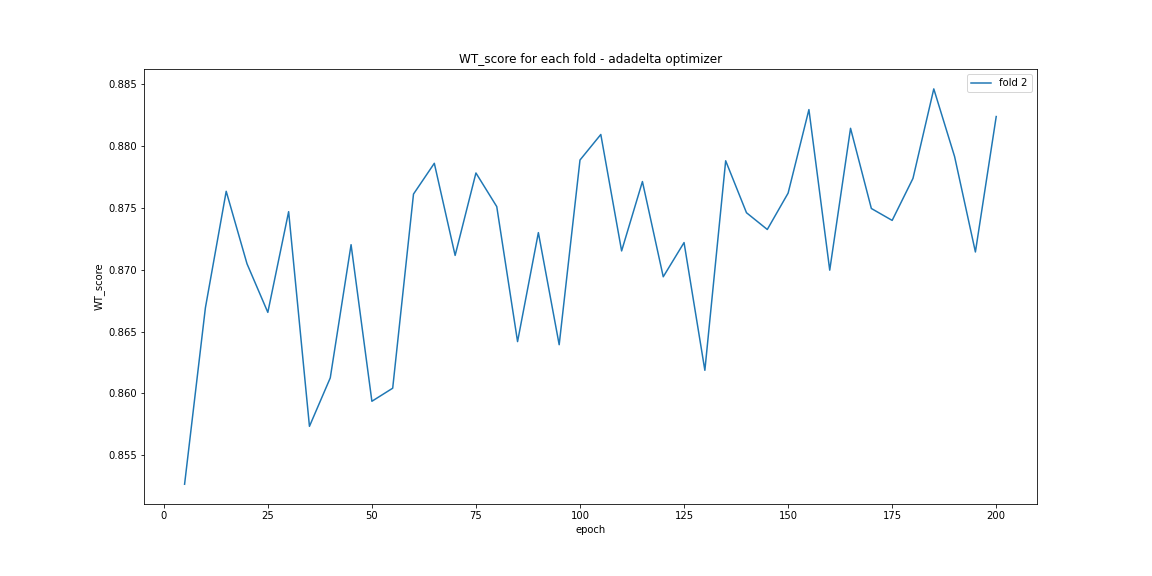 WT_score for each fold - adadelta optimizer
fold 2
0.885
0.880
0.875
0.870
0.865
0.860
0.855
WT_score
0 25 50 75 100 125 150 175 200
epoch